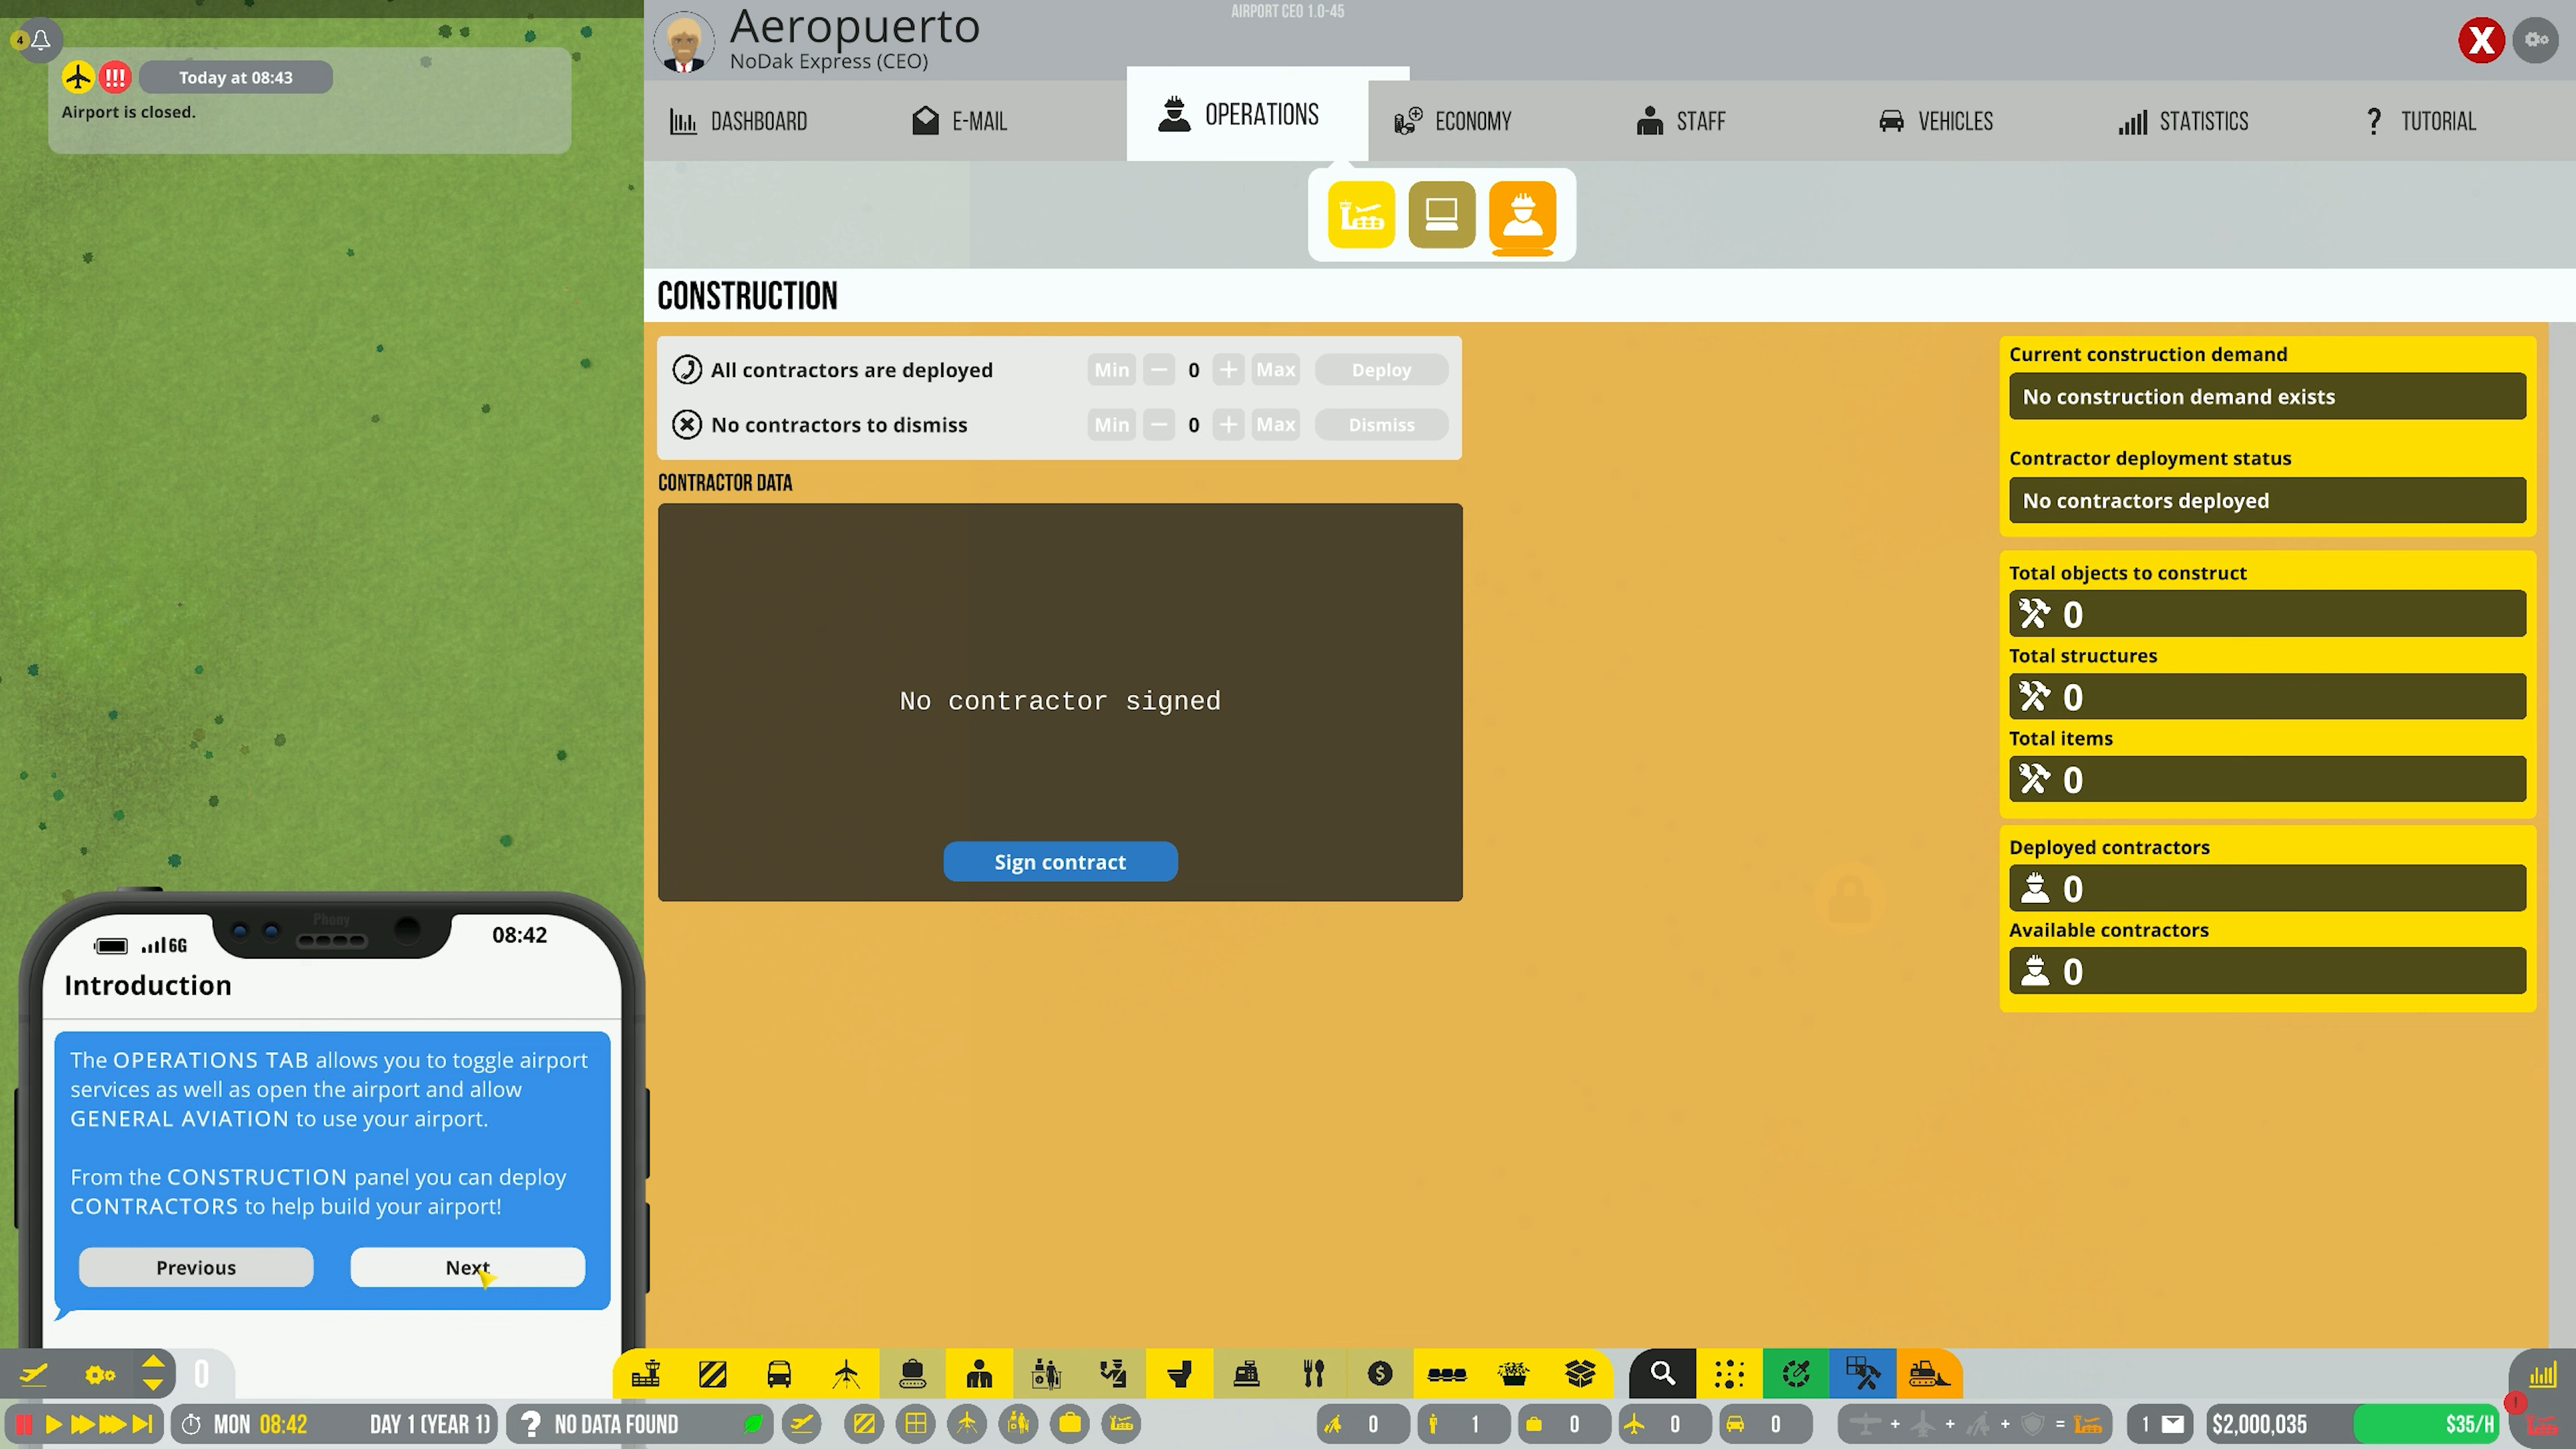 AIRPORT CEO 1.0-45
4
!!!
Today at 08:43
Airport is closed.
Aeropuerto
NoDak Express (CEO)
X
DASHBOARD
E-MAIL
OPERATIONS
ECONOMY
STAFF
VEHICLES
STATISTICS
? TUTORIAL
CONSTRUCTION
All contractors are deployed
Min − 0 + Max Deploy
No contractors to dismiss
Min − 0 + Max Dismiss
CONTRACTOR DATA
No contractor signed
Sign contract
Current construction demand
No construction demand exists
Contractor deployment status
No contractors deployed
Total objects to construct
0
Total structures
0
Total items
0
Deployed contractors
0
Available contractors
0
Phony
6G
08:42
Introduction
The OPERATIONS TAB allows you to toggle airport
services as well as open the airport and allow
GENERAL AVIATION to use your airport.
From the CONSTRUCTION panel you can deploy
CONTRACTORS to help build your airport!
Previous
Next
0
MON 08:42 DAY 1 (YEAR 1)
? NO DATA FOUND
0
1
0
0
0
+ + + =
1
$2,000,035
$35/H
!